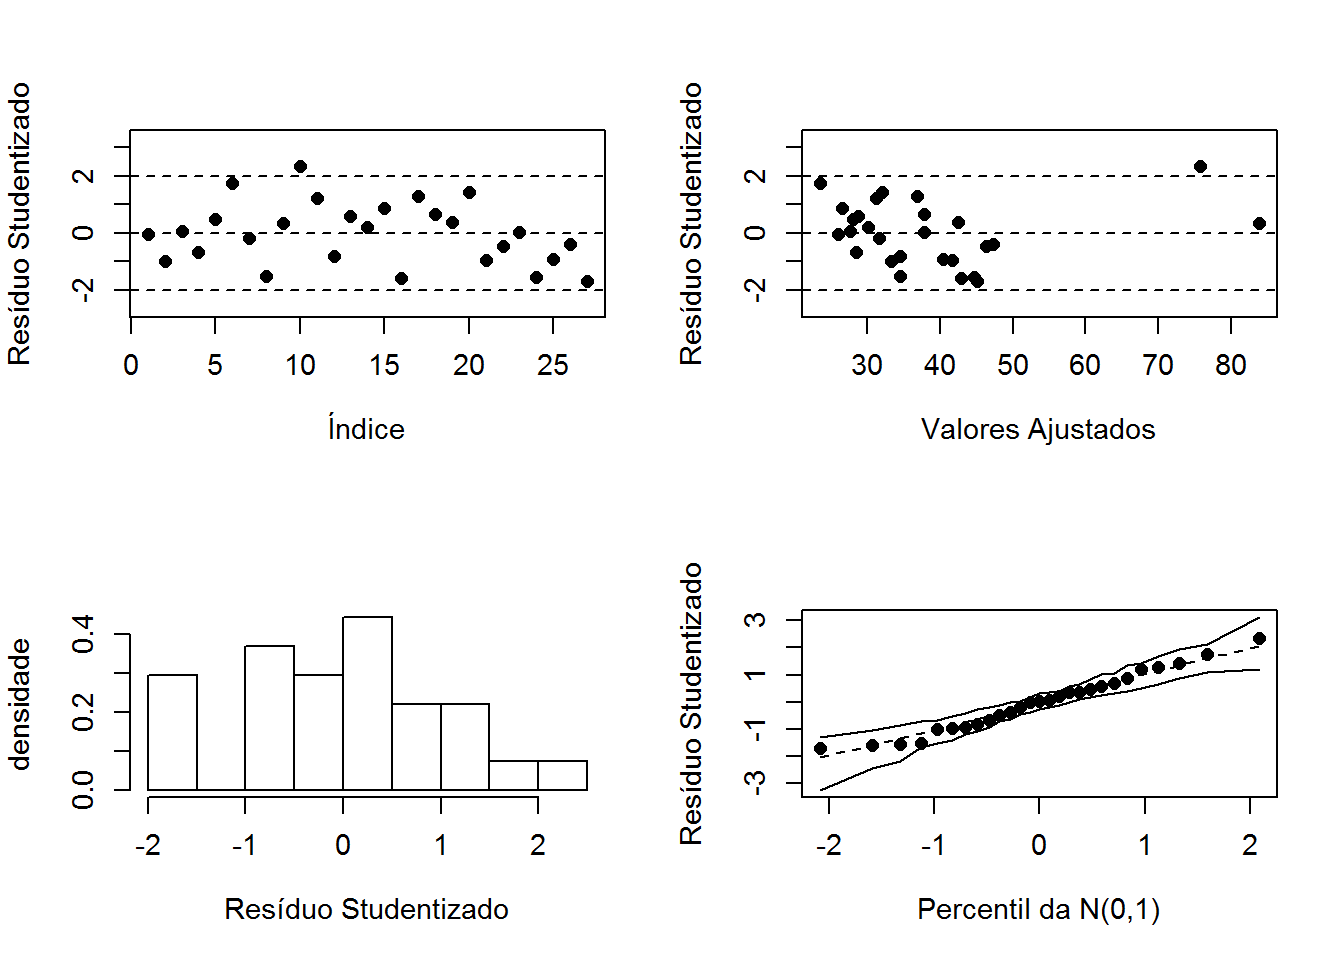 Resíduo Studentizado
2
0
-2
0 5 10 15 20 25
Índice
Resíduo Studentizado
2
0
-2
30 40 50 60 70 80
Valores Ajustados
densidade
0.4
0.2
0.0
-2 -1 0 1 2
Resíduo Studentizado
Resíduo Studentizado
3
1
-1
-3
-2 -1 0 1 2
Percentil da N(0,1)